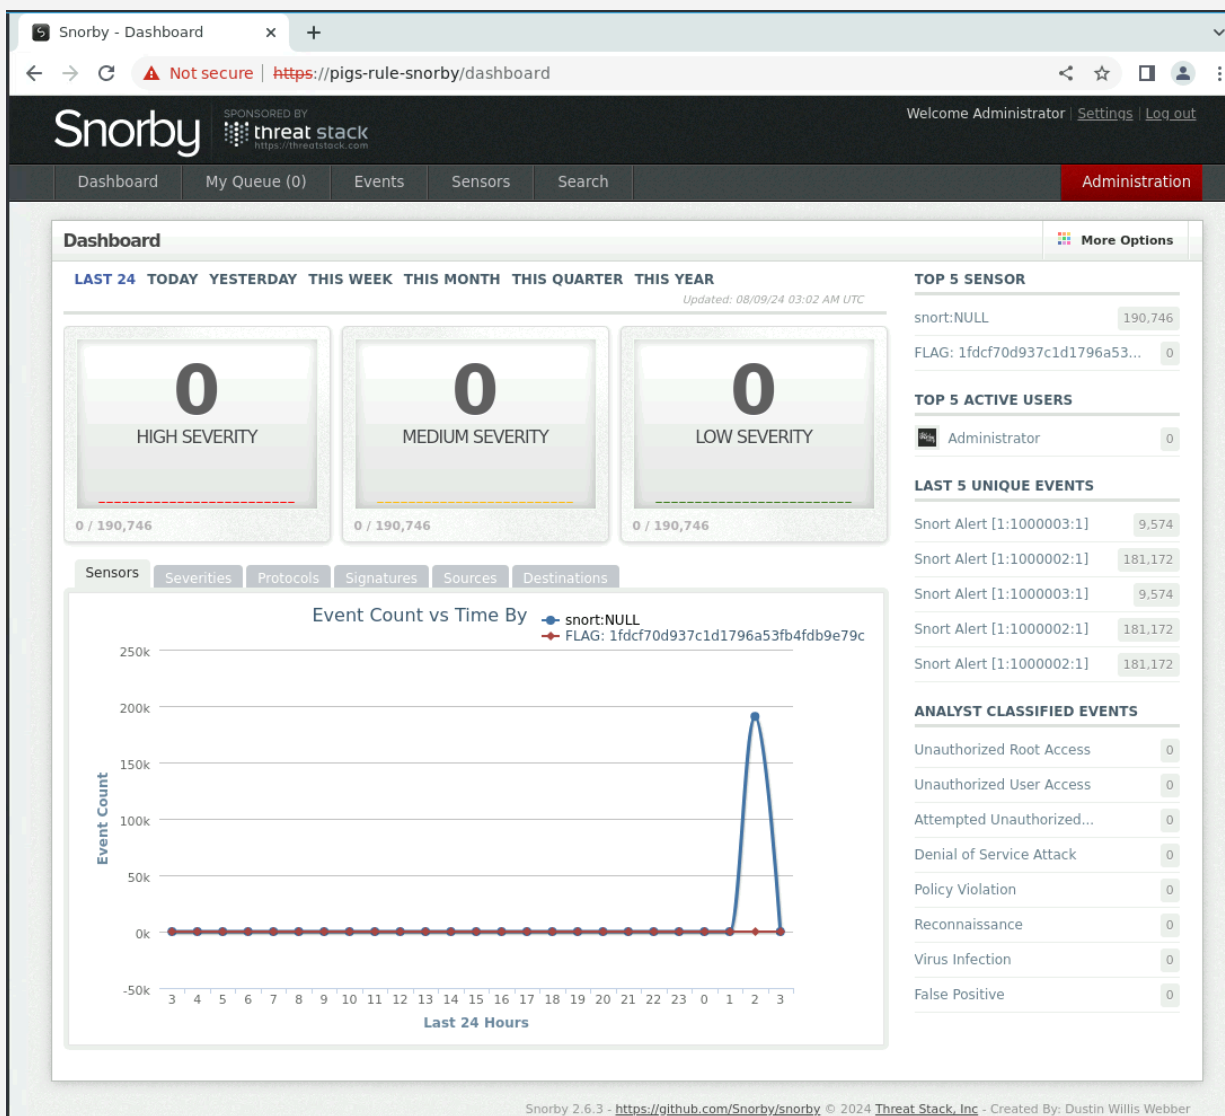 Snorby - Dashboard
Not secure | https://pigs-rule-snorby/dashboard
Snorby
SPONSORED BY
threat stack
https://threatstack.com
Welcome Administrator | Settings | Log out
Dashboard My Queue (0) Events Sensors Search Administration
Dashboard
More Options
LAST 24 TODAY YESTERDAY THIS WEEK THIS MONTH THIS QUARTER THIS YEAR
Updated: 08/09/24 03:02 AM UTC
0
HIGH SEVERITY
0 / 190,746
0
MEDIUM SEVERITY
0 / 190,746
0
LOW SEVERITY
0 / 190,746
Sensors Severities Protocols Signatures Sources Destinations
Event Count vs Time By
snort:NULL
FLAG: 1fdcf70d937c1d1796a53fb4fdb9e79c
Event Count
250k
200k
150k
100k
50k
0k
-50k
3 4 5 6 7 8 9 10 11 12 13 14 15 16 17 18 19 20 21 22 23 0 1 2 3
Last 24 Hours
TOP 5 SENSOR
snort:NULL 190,746
FLAG: 1fdcf70d937c1d1796a53... 0
TOP 5 ACTIVE USERS
Administrator 0
LAST 5 UNIQUE EVENTS
Snort Alert [1:1000003:1] 9,574
Snort Alert [1:1000002:1] 181,172
Snort Alert [1:1000003:1] 9,574
Snort Alert [1:1000002:1] 181,172
Snort Alert [1:1000002:1] 181,172
ANALYST CLASSIFIED EVENTS
Unauthorized Root Access 0
Unauthorized User Access 0
Attempted Unauthorized... 0
Denial of Service Attack 0
Policy Violation 0
Reconnaissance 0
Virus Infection 0
False Positive 0
Snorby 2.6.3 - https://github.com/Snorby/snorby © 2024 Threat Stack, Inc - Created By: Dustin Willis Webber